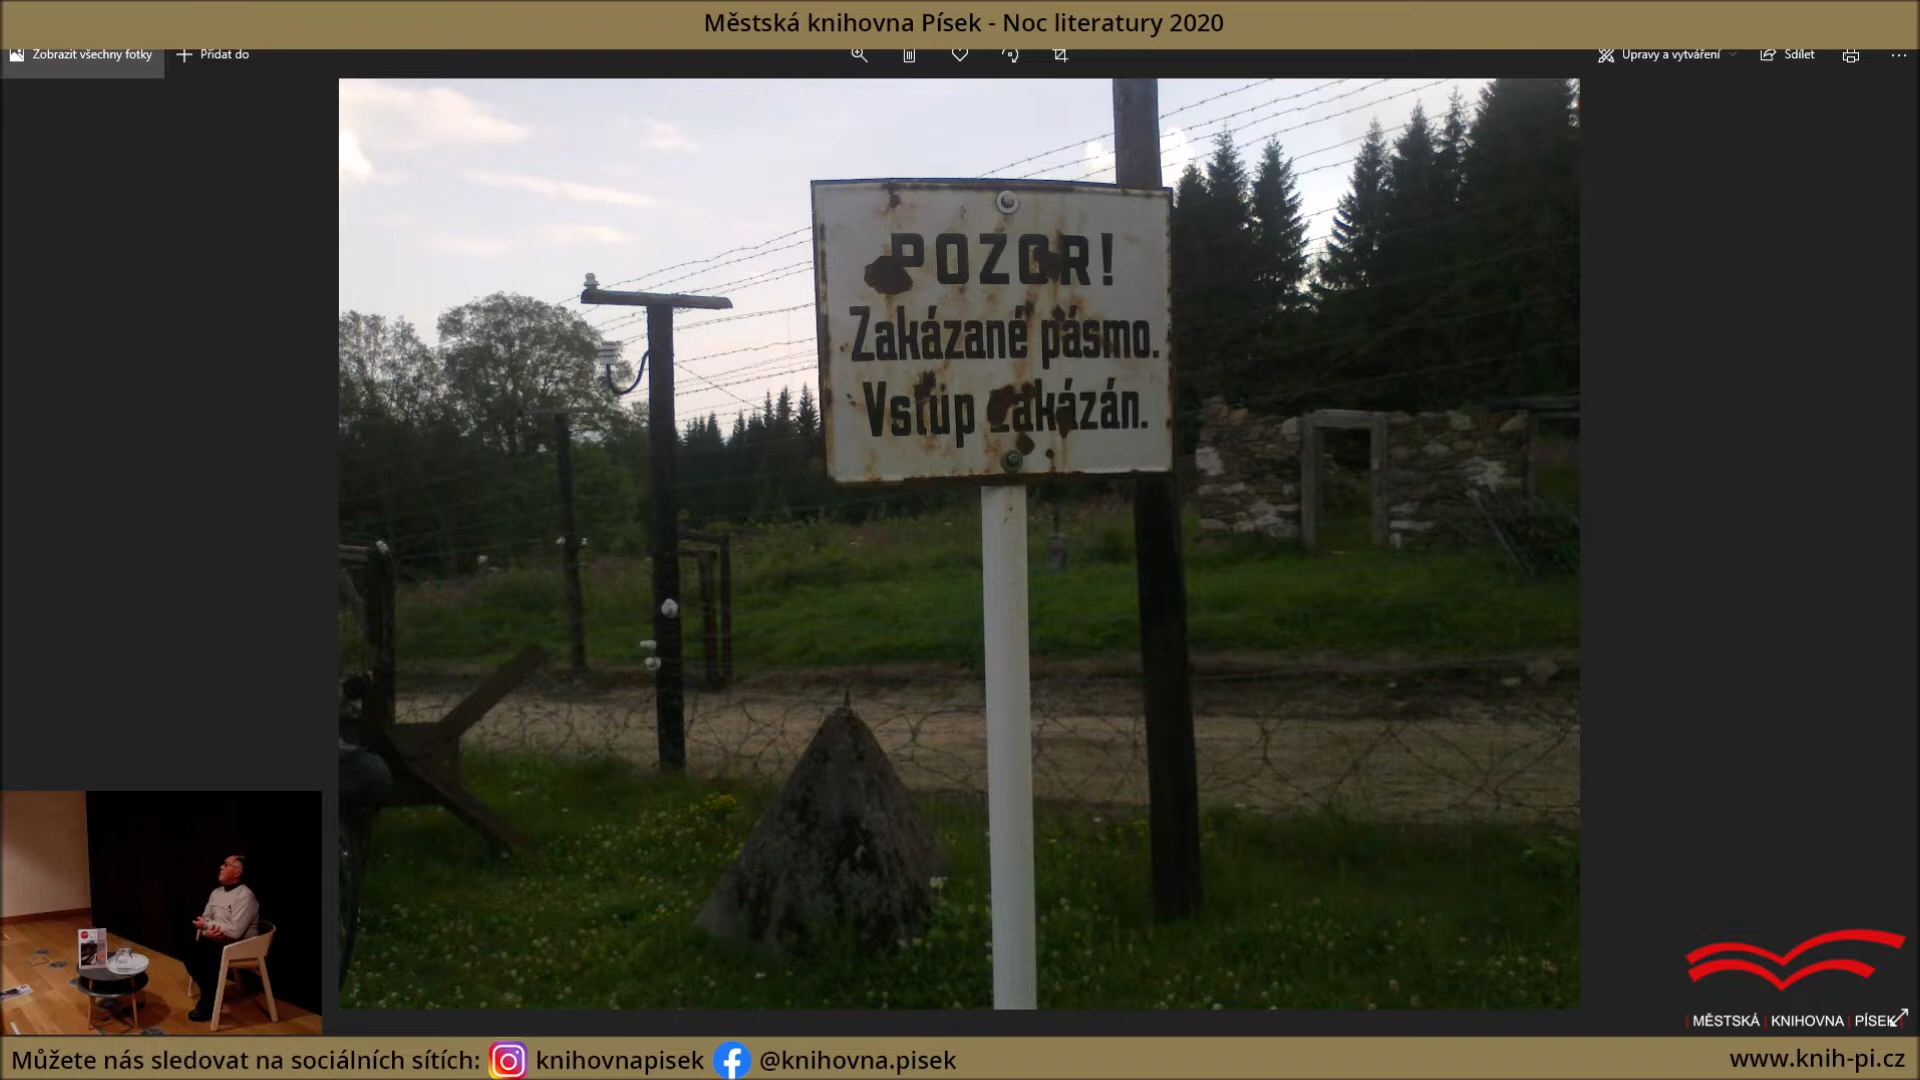 Městská knihovna Písek - Noc literatury 2020
Zobrazit všechny fotky
Přidat do
Úpravy a vytváření
Sdílet
POZOR!
Zakázané pásmo.
Vstup zakázán.
| MĚSTSKÁ | KNIHOVNA | PÍSEK
Můžete nás sledovat na sociálních sítích: knihovnapisek @knihovna.pisek
www.knih-pi.cz